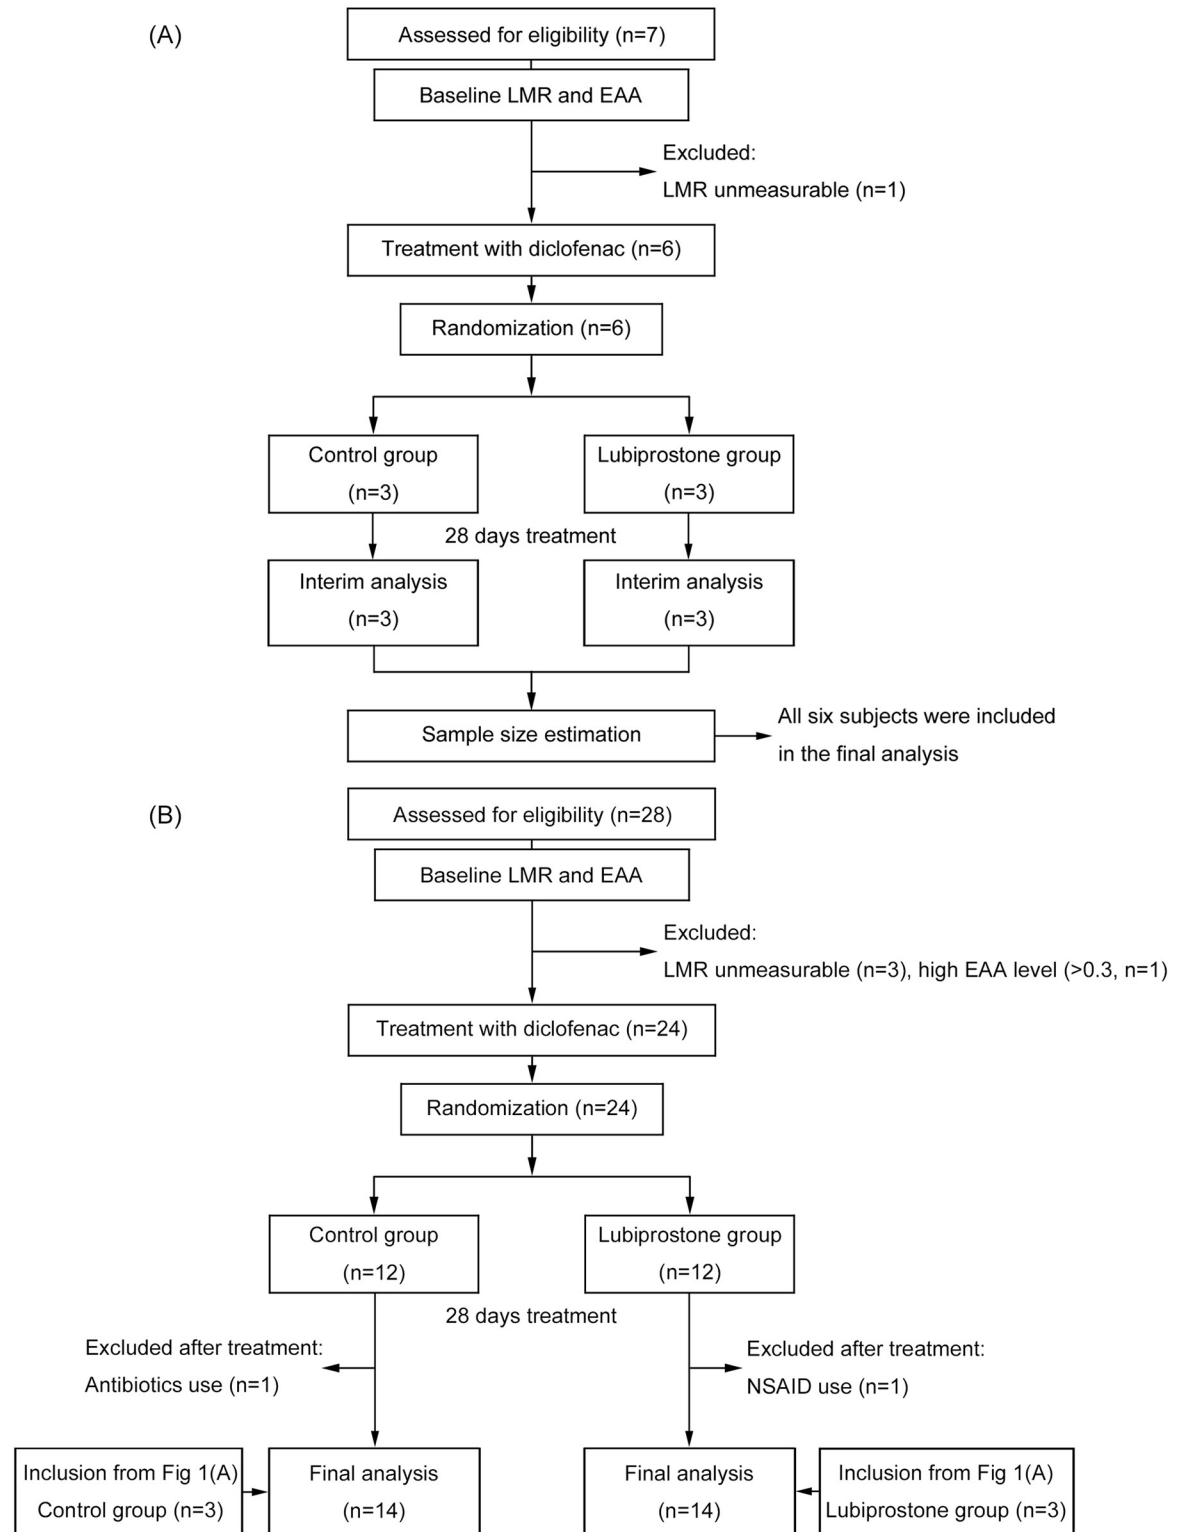 (A)
Assessed for eligibility (n=7)
Baseline LMR and EAA
Excluded:
LMR unmeasurable (n=1)
Treatment with diclofenac (n=6)
Randomization (n=6)
Control group
(n=3)
Lubiprostone group
(n=3)
28 days treatment
Interim analysis
(n=3)
Interim analysis
(n=3)
Sample size estimation
All six subjects were included
in the final analysis
(B)
Assessed for eligibility (n=28)
Baseline LMR and EAA
Excluded:
LMR unmeasurable (n=3), high EAA level (>0.3, n=1)
Treatment with diclofenac (n=24)
Randomization (n=24)
Control group
(n=12)
Lubiprostone group
(n=12)
28 days treatment
Excluded after treatment:
Antibiotics use (n=1)
Excluded after treatment:
NSAID use (n=1)
Inclusion from Fig 1(A)
Control group (n=3)
Final analysis
(n=14)
Final analysis
(n=14)
Inclusion from Fig 1(A)
Lubiprostone group (n=3)